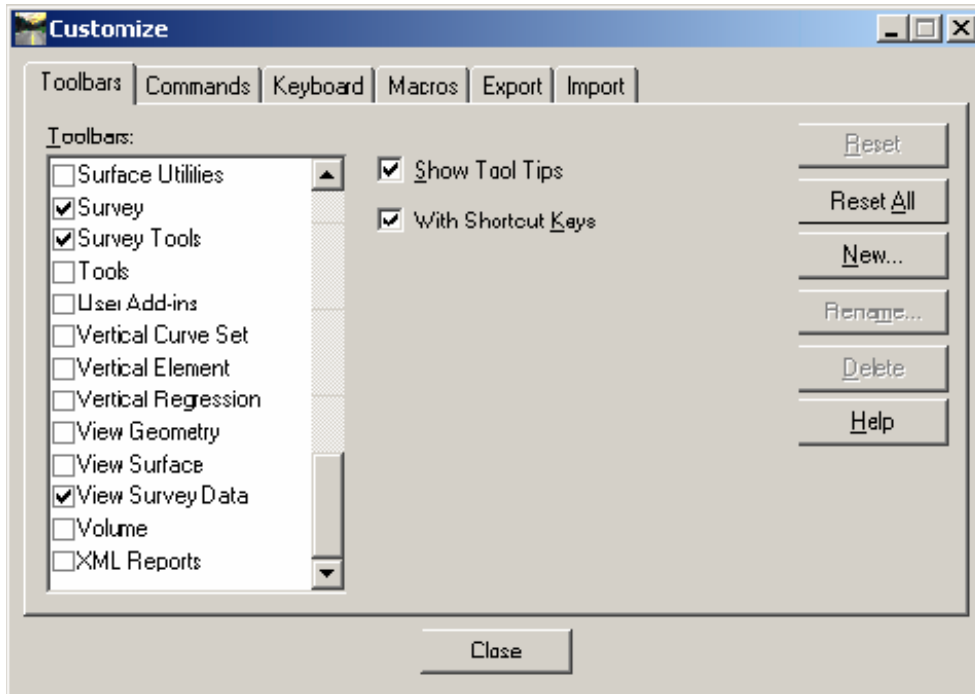 Customize
Toolbars Commands Keyboard Macros Export Import
Toolbars:
Surface Utilities
Survey
Survey Tools
Tools
User Add-ins
Vertical Curve Set
Vertical Element
Vertical Regression
View Geometry
View Surface
View Survey Data
Volume
XML Reports
Show Tool Tips
With Shortcut Keys
Reset
Reset All
New...
Rename...
Delete
Help
Close